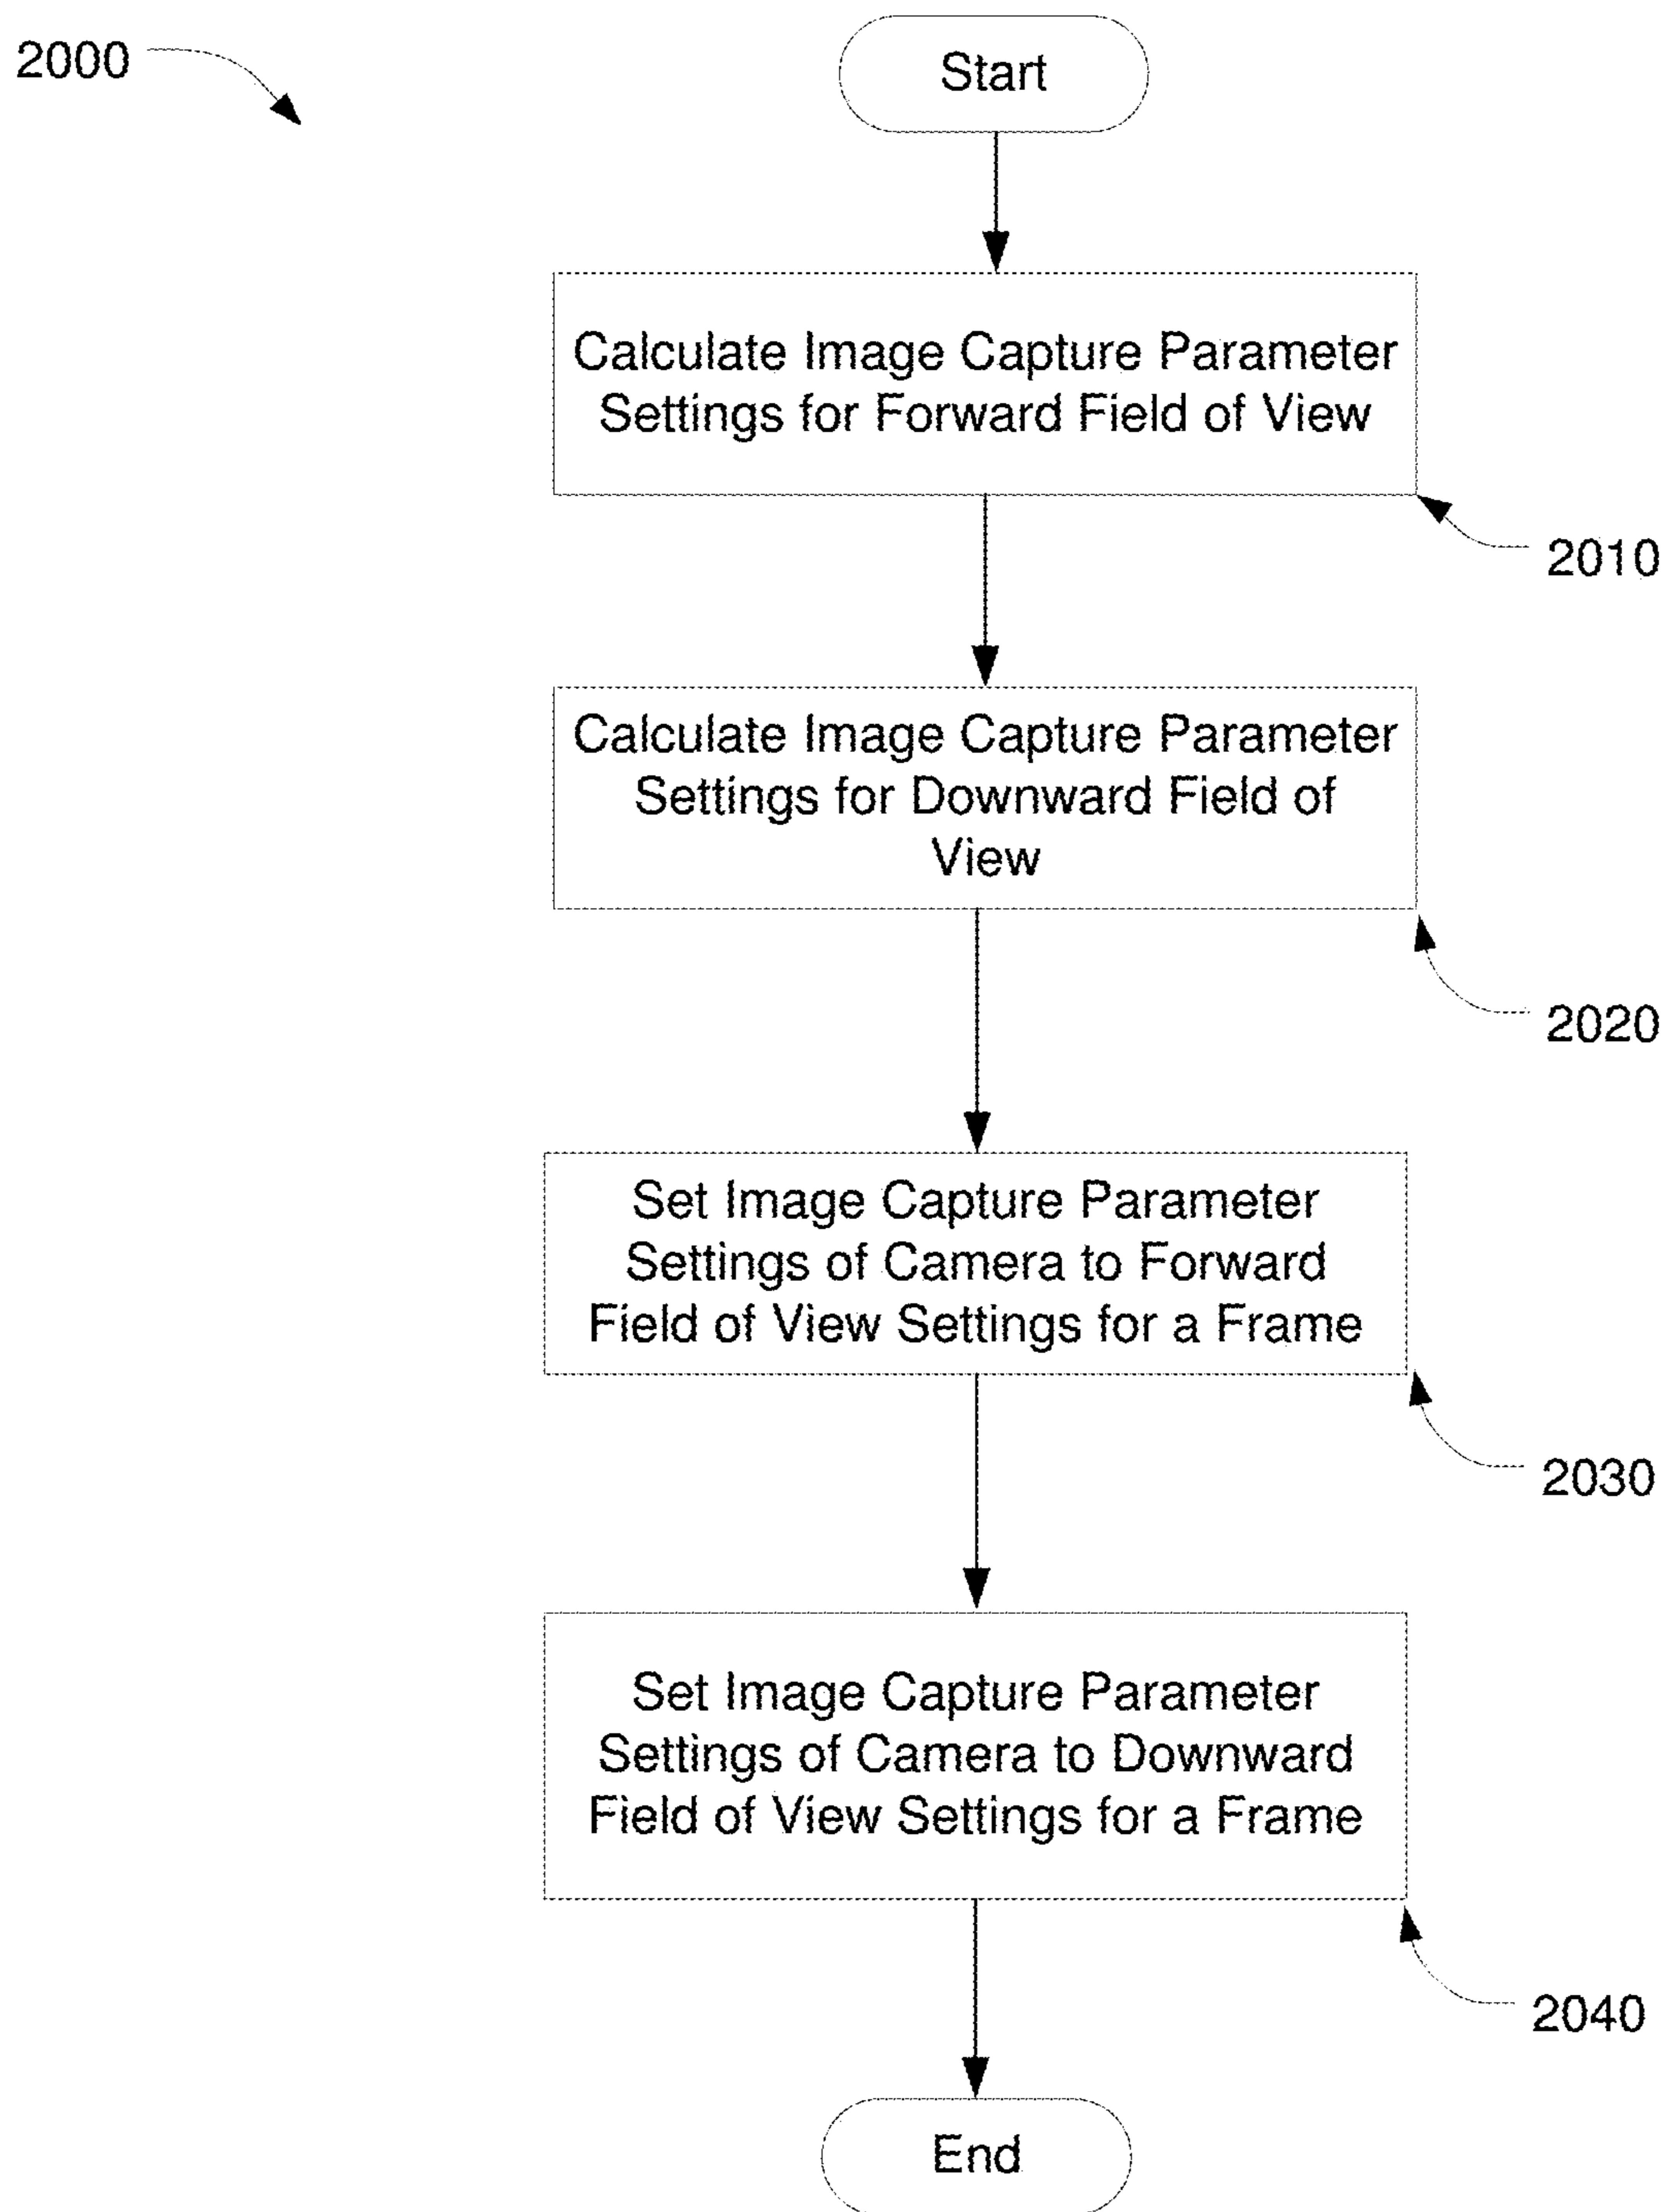 2000
Start
Calculate Image Capture Parameter
Settings for Forward Field of View
2010
Calculate Image Capture Parameter
Settings for Downward Field of
View
2020
Set Image Capture Parameter
Settings of Camera to Forward
Field of View Settings for a Frame
2030
Set Image Capture Parameter
Settings of Camera to Downward
Field of View Settings for a Frame
2040
End